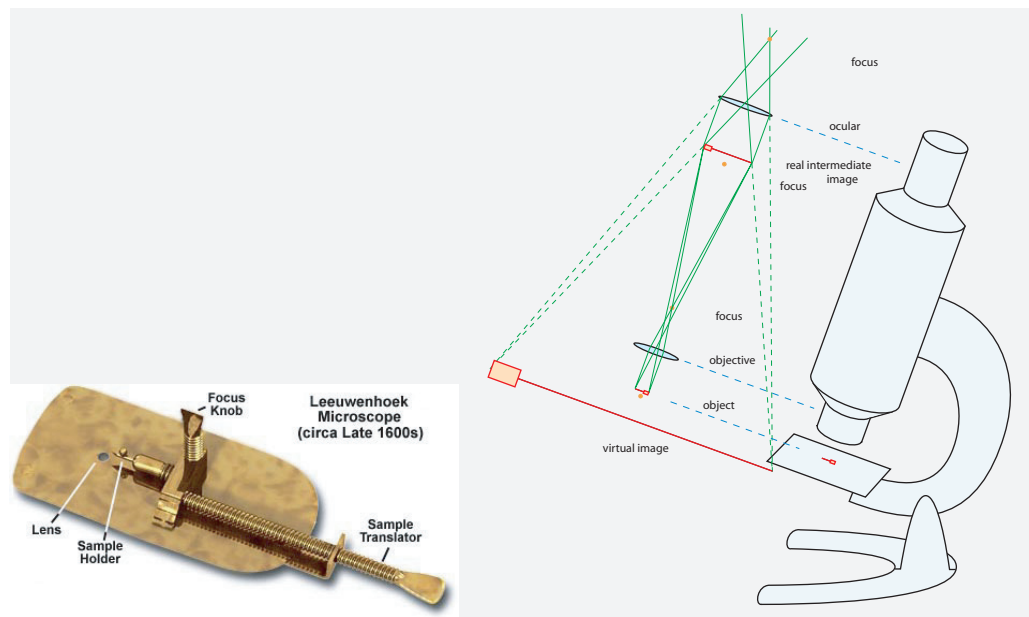 focus
ocular
real intermediate
image
focus
focus
objective
object
virtual image
Focus
Knob
Leeuwenhoek
Microscope
(circa Late 1600s)
Lens
Sample
Holder
Sample
Translator